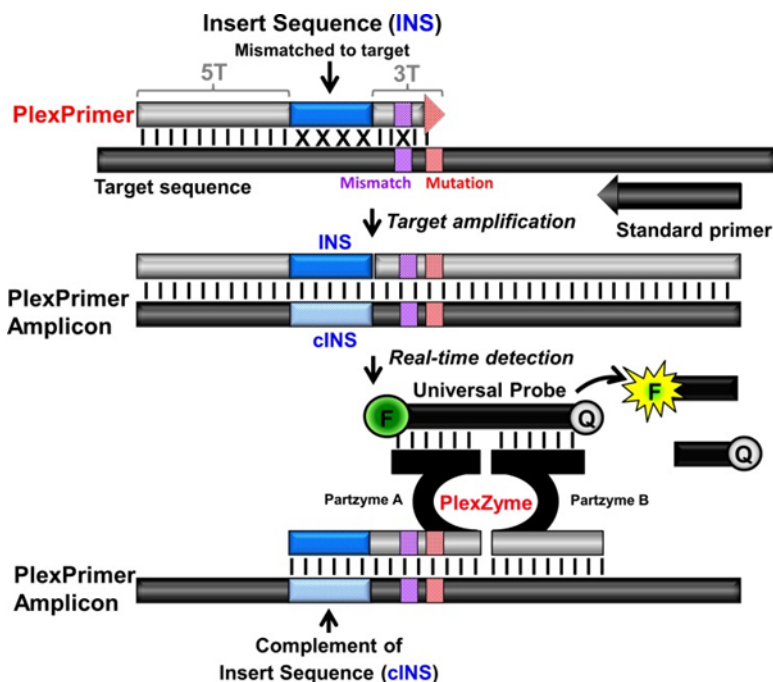 Insert Sequence (INS)
Mismatched to target
5T
3T
PlexPrimer
X X X X X
Target sequence
Mismatch
Mutation
Target amplification
Standard primer
INS
PlexPrimer
Amplicon
cINS
Real-time detection
Universal Probe
F
F
Q
Q
Partzyme A
PlexZyme
Partzyme B
PlexPrimer
Amplicon
Complement of
Insert Sequence (cINS)